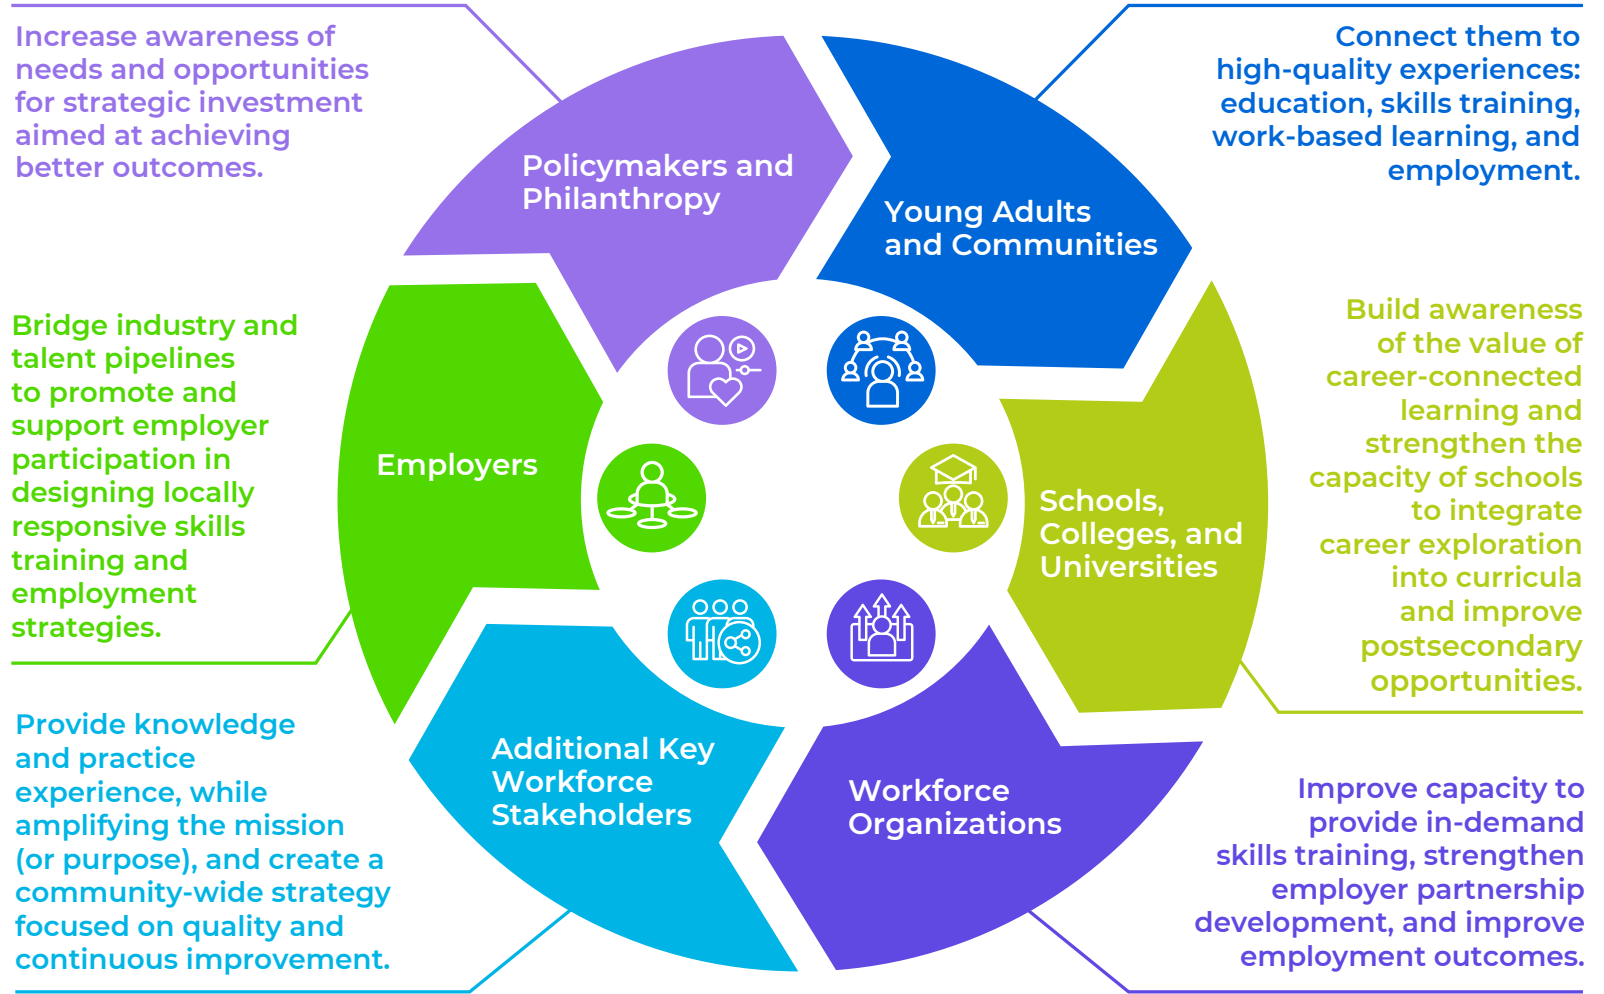 Increase awareness of
needs and opportunities
for strategic investment
aimed at achieving
better outcomes.
Policymakers and
Philanthropy
Connect them to
high-quality experiences:
education, skills training,
work-based learning, and
employment.
Young Adults
and Communities
Bridge industry and
talent pipelines
to promote and
support employer
participation in
designing locally
responsive skills
training and
employment
strategies.
Employers
Build awareness
of the value of
career-connected
learning and
strengthen the
capacity of schools
to integrate
career exploration
into curricula
and improve
postsecondary
opportunities.
Schools,
Colleges, and
Universities
Provide knowledge
and practice
experience, while
amplifying the mission
(or purpose), and create a
community-wide strategy
focused on quality and
continuous improvement.
Additional Key
Workforce
Stakeholders
Workforce
Organizations
Improve capacity to
provide in-demand
skills training, strengthen
employer partnership
development, and improve
employment outcomes.